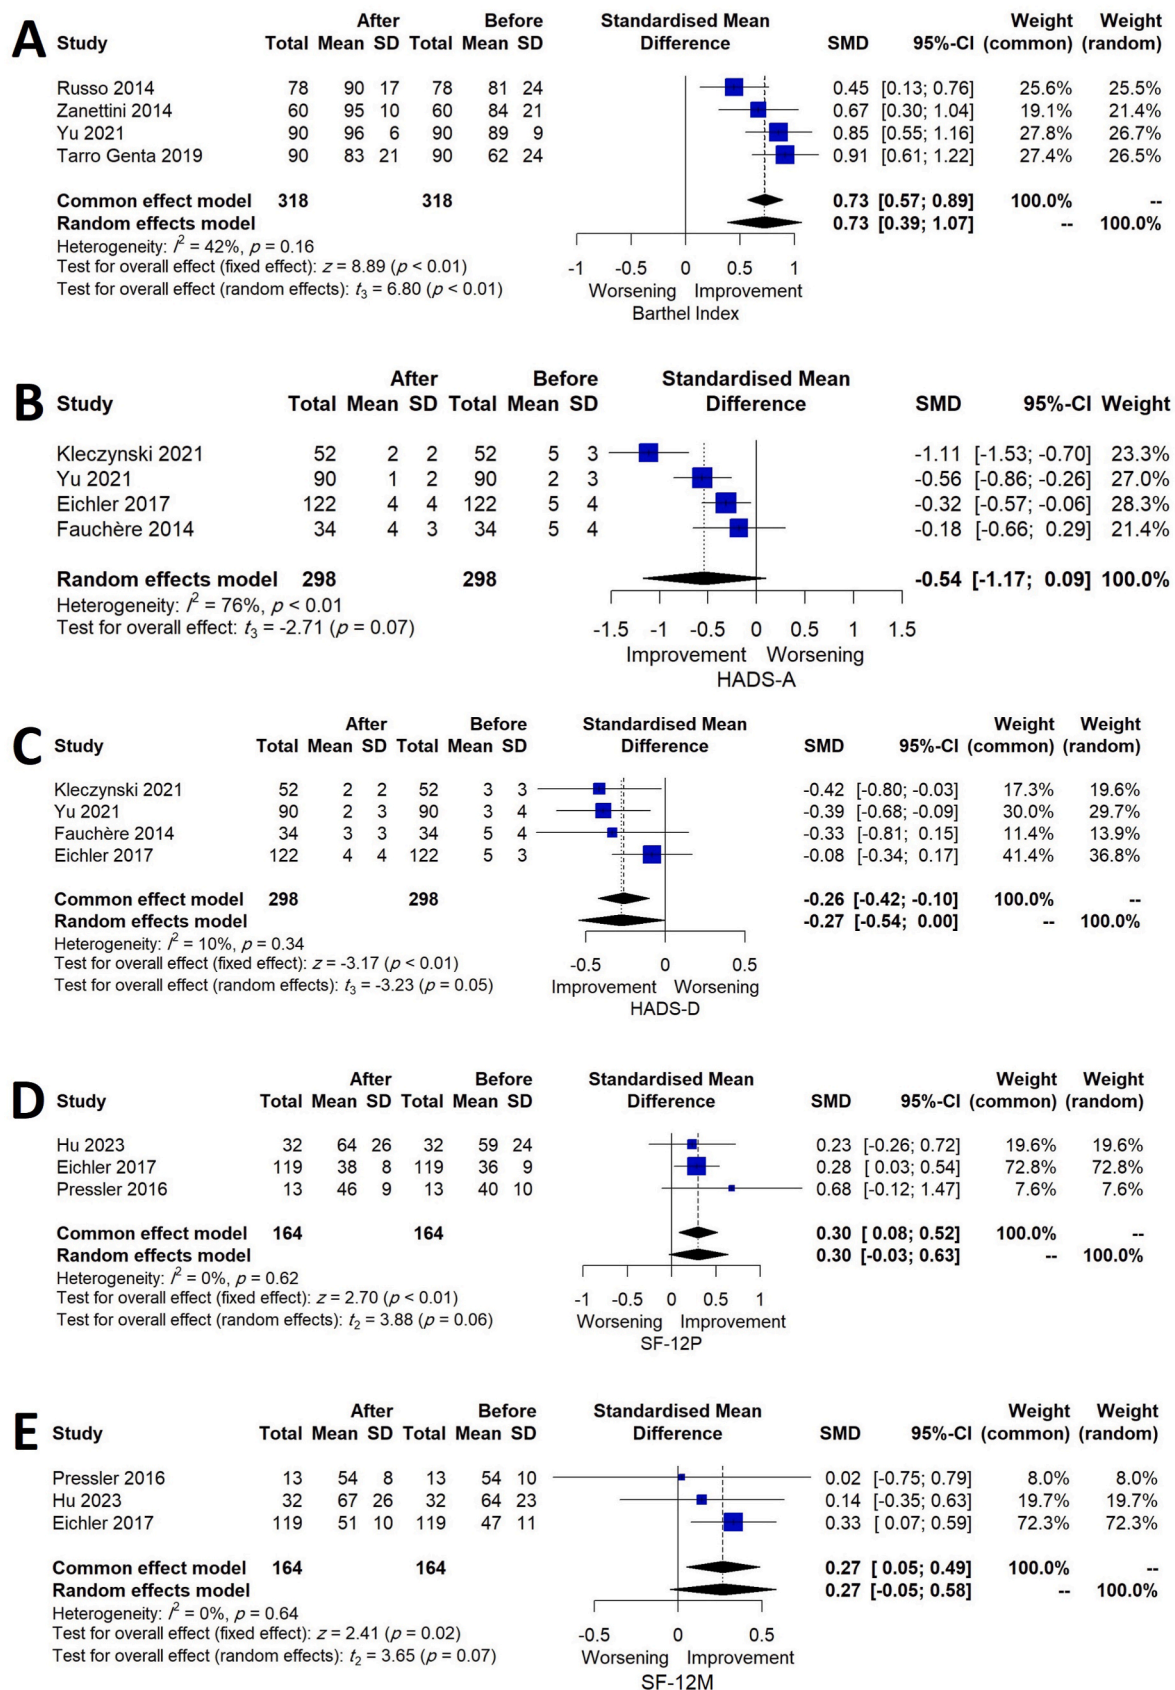 A
After Before Standardised Mean Weight Weight
Study Total Mean SD Total Mean SD Difference SMD 95%-CI (common) (random)
Russo 2014 78 90 17 78 81 24 0.45 [0.13; 0.76] 25.6% 25.5%
Zanettini 2014 60 95 10 60 84 21 0.67 [0.30; 1.04] 19.1% 21.4%
Yu 2021 90 96 6 90 89 9 0.85 [0.55; 1.16] 27.8% 26.7%
Tarro Genta 2019 90 83 21 90 62 24 0.91 [0.61; 1.22] 27.4% 26.5%
Common effect model 318 318 0.73 [0.57; 0.89] 100.0% --
Random effects model 0.73 [0.39; 1.07] -- 100.0%
Heterogeneity: I² = 42%, p = 0.16
Test for overall effect (fixed effect): z = 8.89 (p < 0.01)
Test for overall effect (random effects): t₃ = 6.80 (p < 0.01)
-1 -0.5 0 0.5 1
Worsening Improvement
Barthel Index
B
After Before Standardised Mean
Study Total Mean SD Total Mean SD Difference SMD 95%-CI Weight
Kleczynski 2021 52 2 2 52 5 3 -1.11 [-1.53; -0.70] 23.3%
Yu 2021 90 1 2 90 2 3 -0.56 [-0.86; -0.26] 27.0%
Eichler 2017 122 4 4 122 5 4 -0.32 [-0.57; -0.06] 28.3%
Fauchère 2014 34 4 3 34 5 4 -0.18 [-0.66; 0.29] 21.4%
Random effects model 298 298 -0.54 [-1.17; 0.09] 100.0%
Heterogeneity: I² = 76%, p < 0.01
Test for overall effect: t₃ = -2.71 (p = 0.07)
-1.5 -1 -0.5 0 0.5 1 1.5
Improvement Worsening
HADS-A
C
After Before Standardised Mean Weight Weight
Study Total Mean SD Total Mean SD Difference SMD 95%-CI (common) (random)
Kleczynski 2021 52 2 2 52 3 3 -0.42 [-0.80; -0.03] 17.3% 19.6%
Yu 2021 90 2 3 90 3 4 -0.39 [-0.68; -0.09] 30.0% 29.7%
Fauchère 2014 34 3 3 34 5 4 -0.33 [-0.81; 0.15] 11.4% 13.9%
Eichler 2017 122 4 4 122 5 3 -0.08 [-0.34; 0.17] 41.4% 36.8%
Common effect model 298 298 -0.26 [-0.42; -0.10] 100.0% --
Random effects model -0.27 [-0.54; 0.00] -- 100.0%
Heterogeneity: I² = 10%, p = 0.34
Test for overall effect (fixed effect): z = -3.17 (p < 0.01)
Test for overall effect (random effects): t₃ = -3.23 (p = 0.05)
-0.5 0 0.5
Improvement Worsening
HADS-D
D
After Before Standardised Mean Weight Weight
Study Total Mean SD Total Mean SD Difference SMD 95%-CI (common) (random)
Hu 2023 32 64 26 32 59 24 0.23 [-0.26; 0.72] 19.6% 19.6%
Eichler 2017 119 38 8 119 36 9 0.28 [ 0.03; 0.54] 72.8% 72.8%
Pressler 2016 13 46 9 13 40 10 0.68 [-0.12; 1.47] 7.6% 7.6%
Common effect model 164 164 0.30 [ 0.08; 0.52] 100.0% --
Random effects model 0.30 [-0.03; 0.63] -- 100.0%
Heterogeneity: I² = 0%, p = 0.62
Test for overall effect (fixed effect): z = 2.70 (p < 0.01)
Test for overall effect (random effects): t₂ = 3.88 (p = 0.06)
-1 -0.5 0 0.5 1
Worsening Improvement
SF-12P
E
After Before Standardised Mean Weight Weight
Study Total Mean SD Total Mean SD Difference SMD 95%-CI (common) (random)
Pressler 2016 13 54 8 13 54 10 0.02 [-0.75; 0.79] 8.0% 8.0%
Hu 2023 32 67 26 32 64 23 0.14 [-0.35; 0.63] 19.7% 19.7%
Eichler 2017 119 51 10 119 47 11 0.33 [ 0.07; 0.59] 72.3% 72.3%
Common effect model 164 164 0.27 [ 0.05; 0.49] 100.0% --
Random effects model 0.27 [-0.05; 0.58] -- 100.0%
Heterogeneity: I² = 0%, p = 0.64
Test for overall effect (fixed effect): z = 2.41 (p = 0.02)
Test for overall effect (random effects): t₂ = 3.65 (p = 0.07)
-0.5 0 0.5
Worsening Improvement
SF-12M